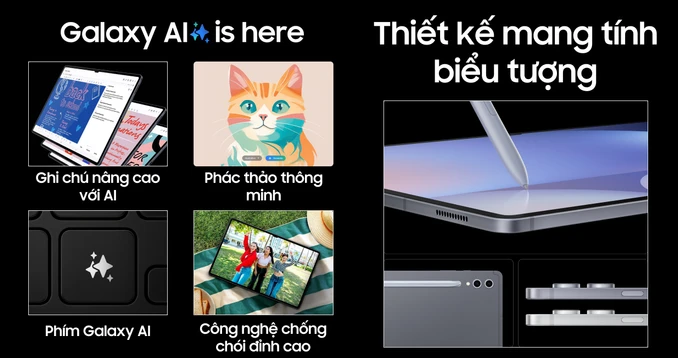 Galaxy AI is here
Ghi chú nâng cao
với AI
Phác thảo thông
minh
Phím Galaxy AI
Công nghệ chống
chói đỉnh cao
Thiết kế mang tính
biểu tượng